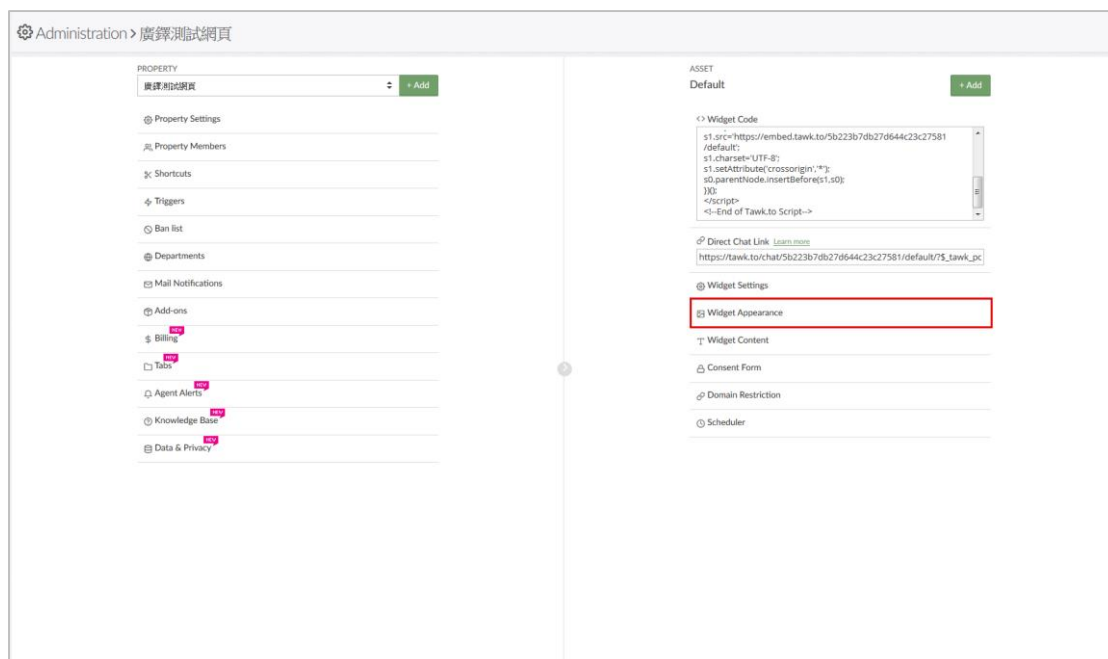 Administration > 廣鐸測試網頁
PROPERTY
廣鐸測試網頁
+ Add
Property Settings
Property Members
Shortcuts
Triggers
Ban list
Departments
Mail Notifications
Add-ons
$ Billing NEW
Tabs NEW
Agent Alerts NEW
Knowledge Base NEW
Data & Privacy NEW
ASSET
Default
+ Add
<> Widget Code
s1.src='https://embed.tawk.to/5b223b7db27d644c23c27581
/default';
s1.charset='UTF-8';
s1.setAttribute('crossorigin','*');
s0.parentNode.insertBefore(s1,s0);
})();
</script>
<!--End of Tawk.to Script-->
Direct Chat Link Learn more
https://tawk.to/chat/5b223b7db27d644c23c27581/default/?$_tawk_pc
Widget Settings
Widget Appearance
Widget Content
Consent Form
Domain Restriction
Scheduler